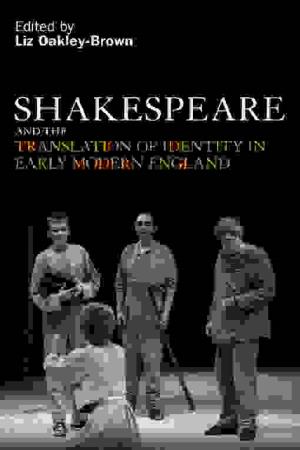 Edited by
Liz Oakley-Brown
SHAKESPEARE
AND THE
TRANSLATION OF IDENTITY IN
EARLY MODERN ENGLAND